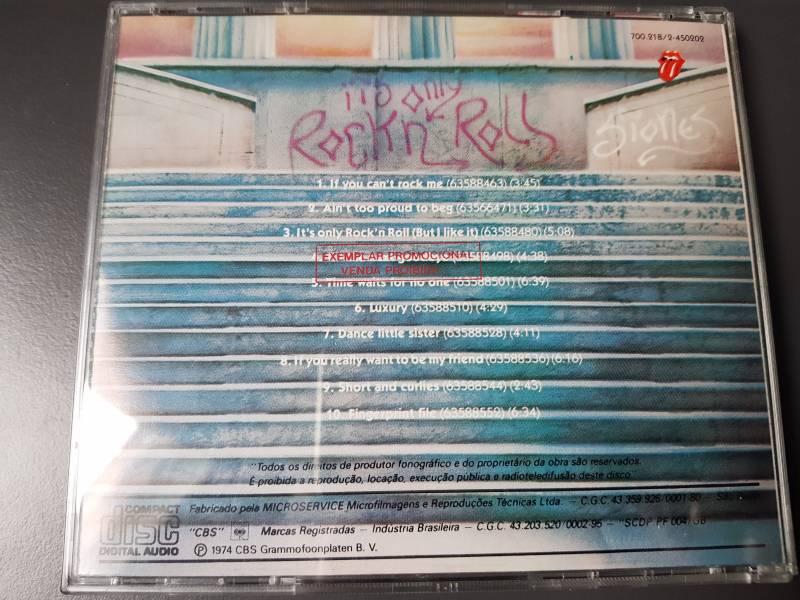 700.218/2-450202
it's only
Rock n' Roll
Stones
1. If you can't rock me (63588463) (3:45)
2. Ain't too proud to beg (63566471) (3:31)
3. It's only Rock'n Roll (But I like it) (63588480) (5:08)
EXEMPLAR PROMOCIONAL (4:38)
VENDA PROIBIDA
5. Time waits for no one (63588501) (6:39)
6. Luxury (63588510) (4:29)
7. Dance little sister (63588528) (4:11)
8. If you really want to be my friend (63588536) (6:16)
9. Short and curlies (63588544) (2:43)
10. Fingerprint file (63588559) (6:34)
"Todos os direitos de produtor fonográfico e do proprietário da obra são reservados.
É proibida a reprodução, locação, execução pública e radioteledifusão deste disco"
COMPACT
disc
DIGITAL AUDIO
Fabricado pela MICROSERVICE Microfilmagens e Reproduções Técnicas Ltda. - C.G.C. 43.359.926/0001-80
"CBS" Marcas Registradas - Indústria Brasileira - C.G.C. 43.203.520/0002-96 - "SCDP PF 004/GB
℗ 1974 CBS Grammofoonplaten B. V.